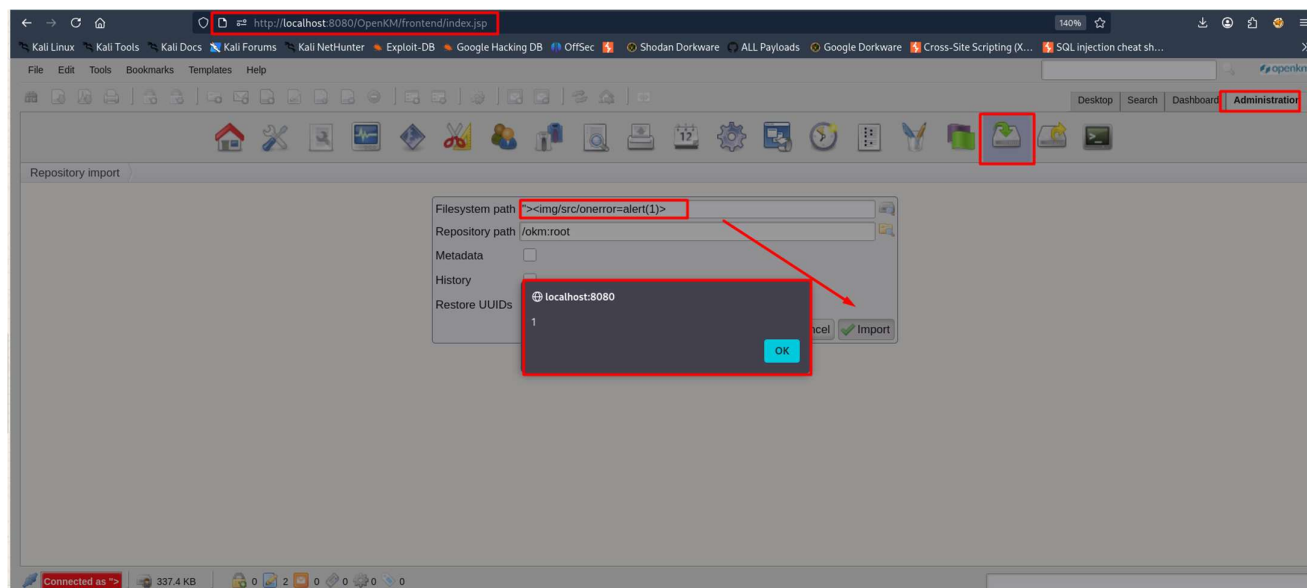 http://localhost:8080/OpenKM/frontend/index.jsp
140%
Kali Linux Kali Tools Kali Docs Kali Forums Kali NetHunter Exploit-DB Google Hacking DB OffSec Shodan Dorkware ALL Payloads Google Dorkware Cross-Site Scripting (X... SQL injection cheat sh...
File Edit Tools Bookmarks Templates Help
openkm
Desktop Search Dashboard Administration
12
Repository import
Filesystem path "><img/src/onerror=alert(1)>
Repository path /okm:root
Metadata
History
Restore UUIDs
localhost:8080
1
OK
Import
Connected as "> 337.4 KB 0 2 0 0 0 0